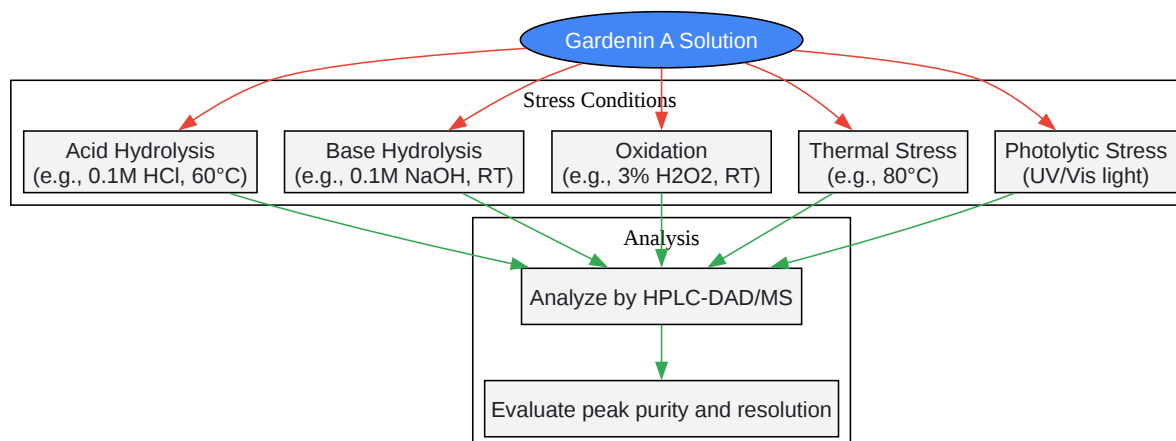 Gardenin A Solution
Stress Conditions
Acid Hydrolysis
(e.g., 0.1M HCl, 60°C)
Base Hydrolysis
(e.g., 0.1M NaOH, RT)
Oxidation
(e.g., 3% H2O2, RT)
Thermal Stress
(e.g., 80°C)
Photolytic Stress
(UV/Vis light)
Analysis
Analyze by HPLC-DAD/MS
Evaluate peak purity and resolution